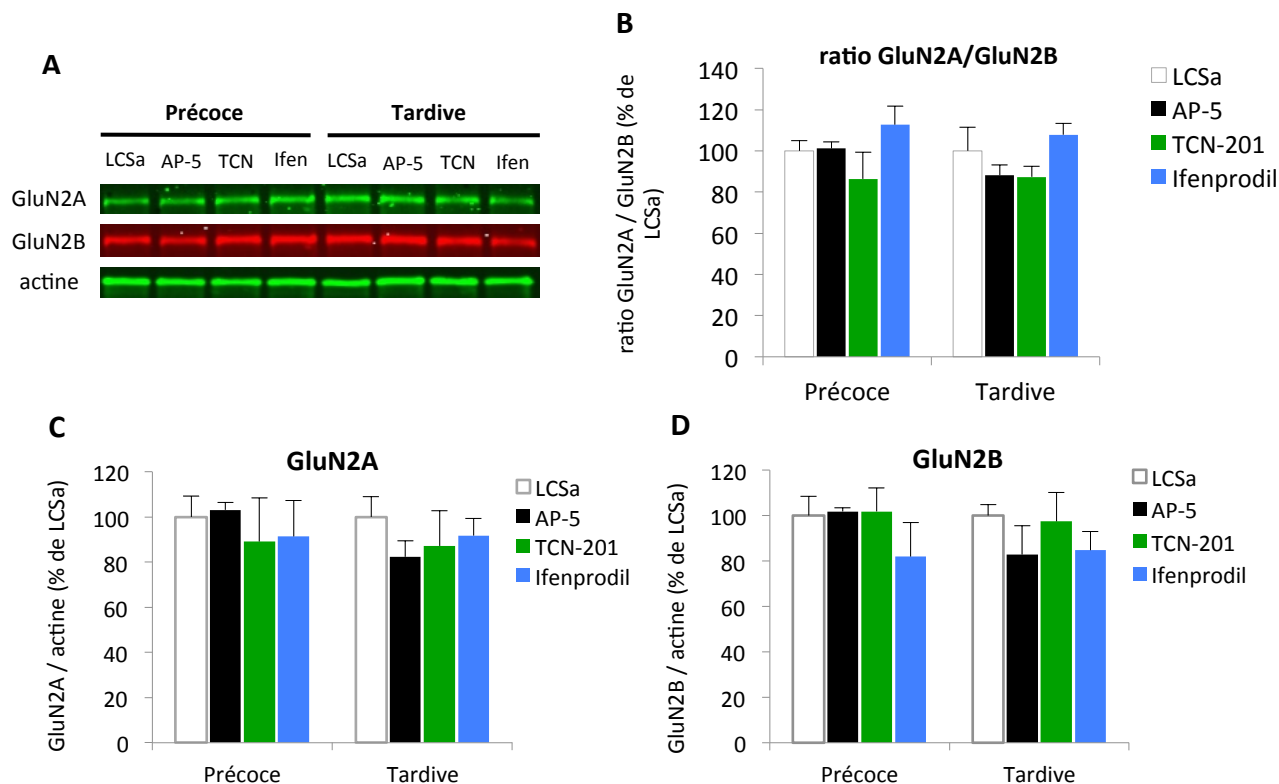 A
Précoce Tardive
LCSa AP-5 TCN Ifen LCSa AP-5 TCN Ifen
GluN2A
GluN2B
actine
B
ratio GluN2A/GluN2B
ratio GluN2A / GluN2B (% de
LCSa)
140
120
100
80
60
40
20
0
Précoce Tardive
LCSa
AP-5
TCN-201
Ifenprodil
C
GluN2A
GluN2A / actine (% de LCSa)
120
100
80
60
40
20
0
Précoce Tardive
LCSa
AP-5
TCN-201
Ifenprodil
D
GluN2B
GluN2B / actine (% de LCSa)
120
100
80
60
40
20
0
Précoce Tardive
LCSa
AP-5
TCN-201
Ifenprodil